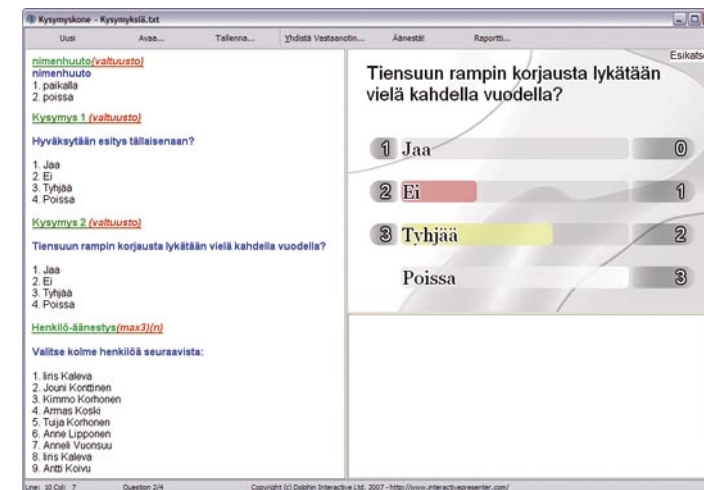 Kysymyskone - Kysymyksiä.txt
Uusi Avaa... Tallenna... Yhdistä Vastaanotin... Äänestä! Raportti...
nimenhuuto(valtuusto)
nimenhuuto
1. paikalla
2. poissa
Kysymys 1 (valtuusto)
Hyväksytään esitys tällaisenaan?
1. Jaa
2. Ei
3. Tyhjää
4. Poissa
Kysymys 2 (valtuusto)
Tiensuun rampin korjausta lykätään vielä kahdella vuodella?
1. Jaa
2. Ei
3. Tyhjää
4. Poissa
Henkilö-äänestys(max3)(n)
Valitse kolme henkilöä seuraavista:
1. Iiris Kaleva
2. Jouni Konttinen
3. Kimmo Korhonen
4. Armas Koski
5. Tuija Korhonen
6. Anne Lipponen
7. Anneli Vuonsuu
8. Iiris Kaleva
9. Antti Koivu
Esikatse
Tiensuun rampin korjausta lykätään
vielä kahdella vuodella?
1 Jaa 0
2 Ei 1
3 Tyhjää 2
Poissa 3
Line: 10 Col: 7 Question 2/4 Copyright (c) Dolphin Interactive Ltd. 2007 - http://www.interactivepresenter.com/